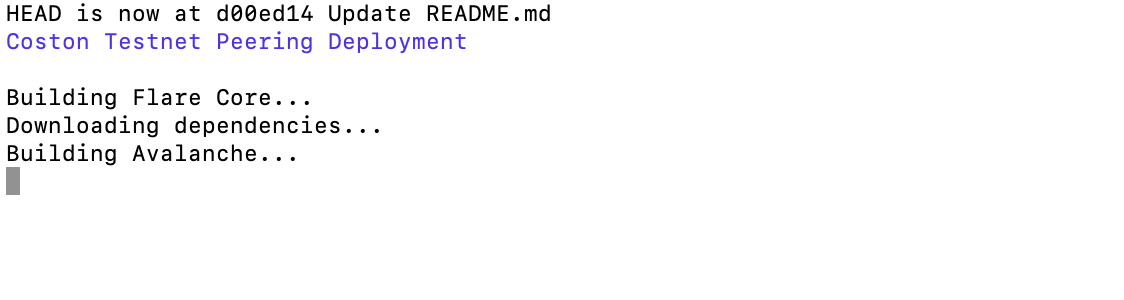 HEAD is now at d00ed14 Update README.md
Coston Testnet Peering Deployment
Building Flare Core...
Downloading dependencies...
Building Avalanche...